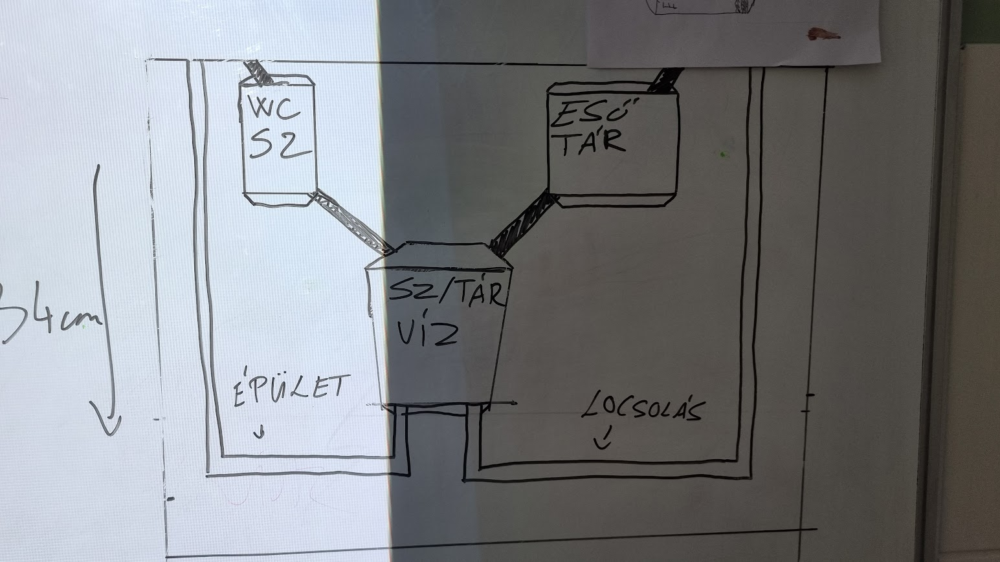 WC
SZ
ESŐ
TÁR
SZ/TÁR
VÍZ
34cm
ÉPÜLET
LOCSOLÁS